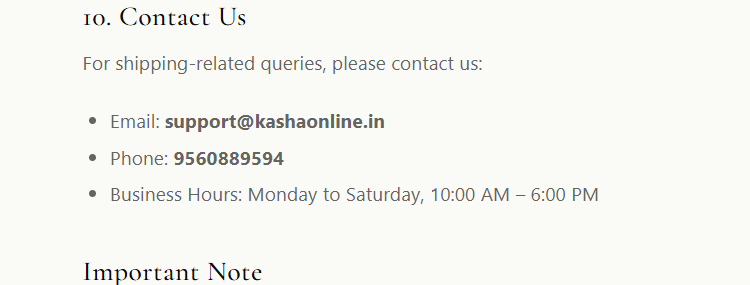 10. Contact Us
For shipping-related queries, please contact us:
• Email: support@kashaonline.in
• Phone: 9560889594
• Business Hours: Monday to Saturday, 10:00 AM – 6:00 PM
Important Note